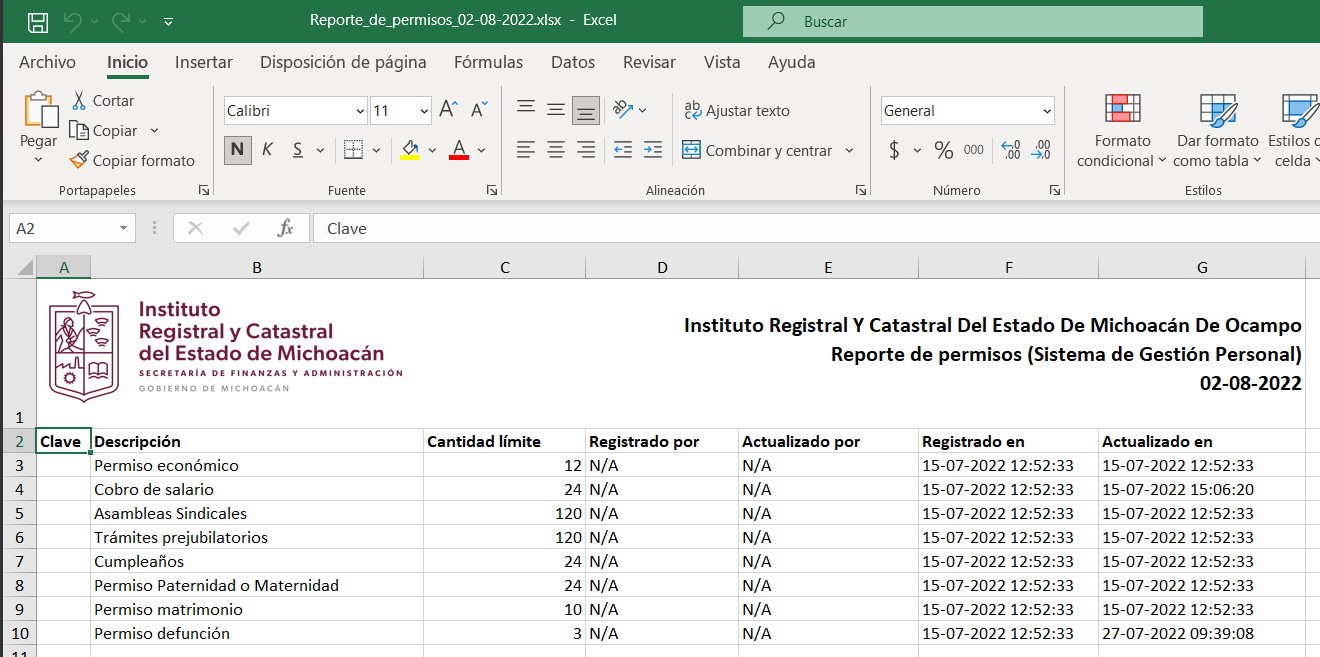 Reporte_de_permisos_02-08-2022.xlsx - Excel
Buscar
Archivo Inicio Insertar Disposición de página Fórmulas Datos Revisar Vista Ayuda
Pegar
Cortar
Copiar
Copiar formato
Portapapeles
Calibri 11 A A
N K S A
Fuente
ab Ajustar texto
Combinar y centrar
Alineación
General
$ % 000 ,00 ,0
Número
Formato condicional
Dar formato como tabla
Estilos celda
Estilos
A2 fx Clave
A B C D E F G
Instituto
Registral y Catastral
del Estado de Michoacán
SECRETARÍA DE FINANZAS Y ADMINISTRACIÓN
GOBIERNO DE MICHOACÁN
Instituto Registral Y Catastral Del Estado De Michoacán De Ocampo
Reporte de permisos (Sistema de Gestión Personal)
02-08-2022
1
2 Clave Descripción Cantidad límite Registrado por Actualizado por Registrado en Actualizado en
3 Permiso económico 12 N/A N/A 15-07-2022 12:52:33 15-07-2022 12:52:33
4 Cobro de salario 24 N/A N/A 15-07-2022 12:52:33 15-07-2022 15:06:20
5 Asambleas Sindicales 120 N/A N/A 15-07-2022 12:52:33 15-07-2022 12:52:33
6 Trámites prejubilatorios 120 N/A N/A 15-07-2022 12:52:33 15-07-2022 12:52:33
7 Cumpleaños 24 N/A N/A 15-07-2022 12:52:33 15-07-2022 12:52:33
8 Permiso Paternidad o Maternidad 24 N/A N/A 15-07-2022 12:52:33 15-07-2022 12:52:33
9 Permiso matrimonio 10 N/A N/A 15-07-2022 12:52:33 15-07-2022 12:52:33
10 Permiso defunción 3 N/A N/A 15-07-2022 12:52:33 27-07-2022 09:39:08
11